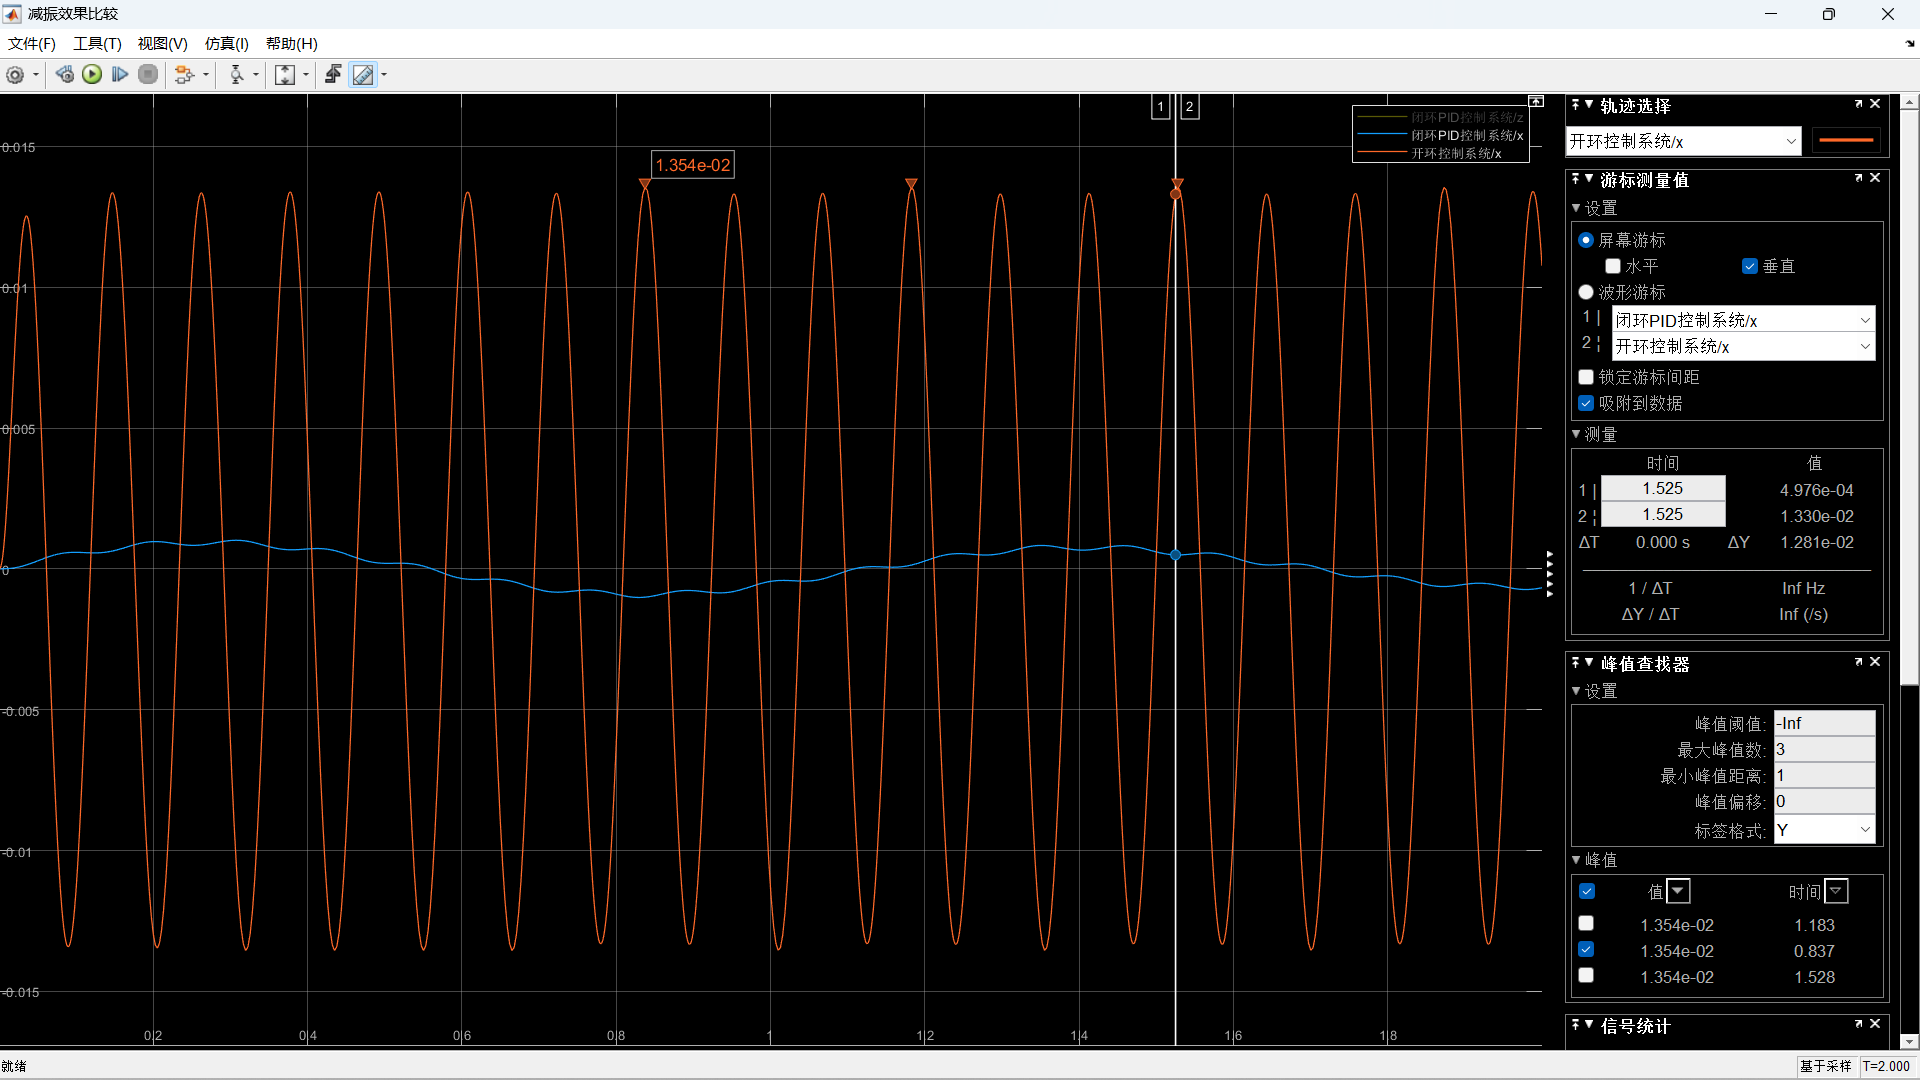 减振效果比较
文件(F) 工具(T) 视图(V) 仿真(I) 帮助(H)
1 2
闭环PID控制系统/z
闭环PID控制系统/x
开环控制系统/x
1.354e-02
0.015
0.01
0.005
0
-0.005
-0.01
-0.015
0.2 0.4 0.6 0.8 1 1.2 1.4 1.6 1.8
轨迹选择
开环控制系统/x
游标测量值
设置
屏幕游标
水平 垂直
波形游标
1 | 闭环PID控制系统/x
2 ¦ 开环控制系统/x
锁定游标间距
吸附到数据
测量
时间 值
1 | 1.525 4.976e-04
2 ¦ 1.525 1.330e-02
ΔT 0.000 s ΔY 1.281e-02
1 / ΔT Inf Hz
ΔY / ΔT Inf (/s)
峰值查找器
设置
峰值阈值: -Inf
最大峰值数: 3
最小峰值距离: 1
峰值偏移: 0
标签格式: Y
峰值
值 时间
1.354e-02 1.183
1.354e-02 0.837
1.354e-02 1.528
信号统计
就绪
基于采样 T=2.000